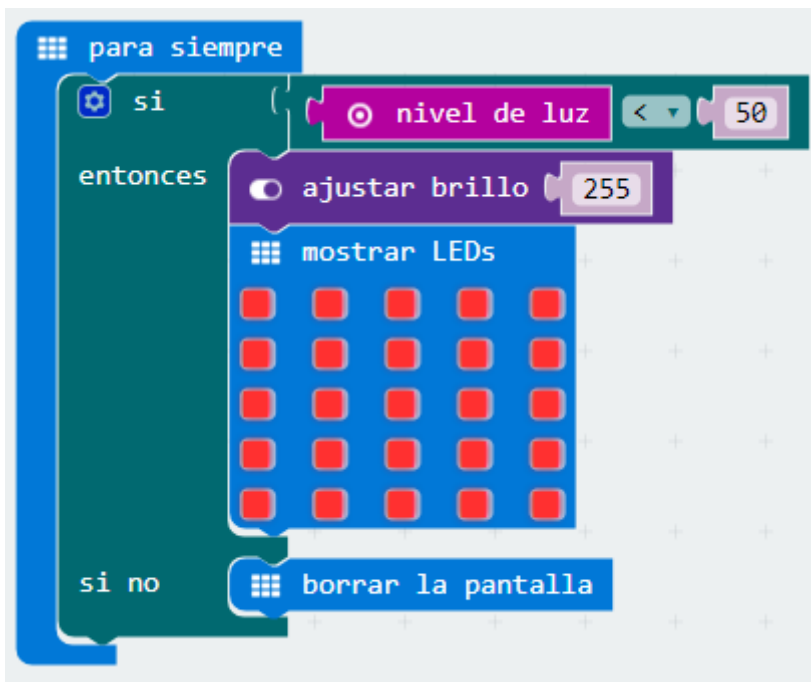 para siempre
si nivel de luz < 50
entonces ajustar brillo 255
mostrar LEDs
si no borrar la pantalla